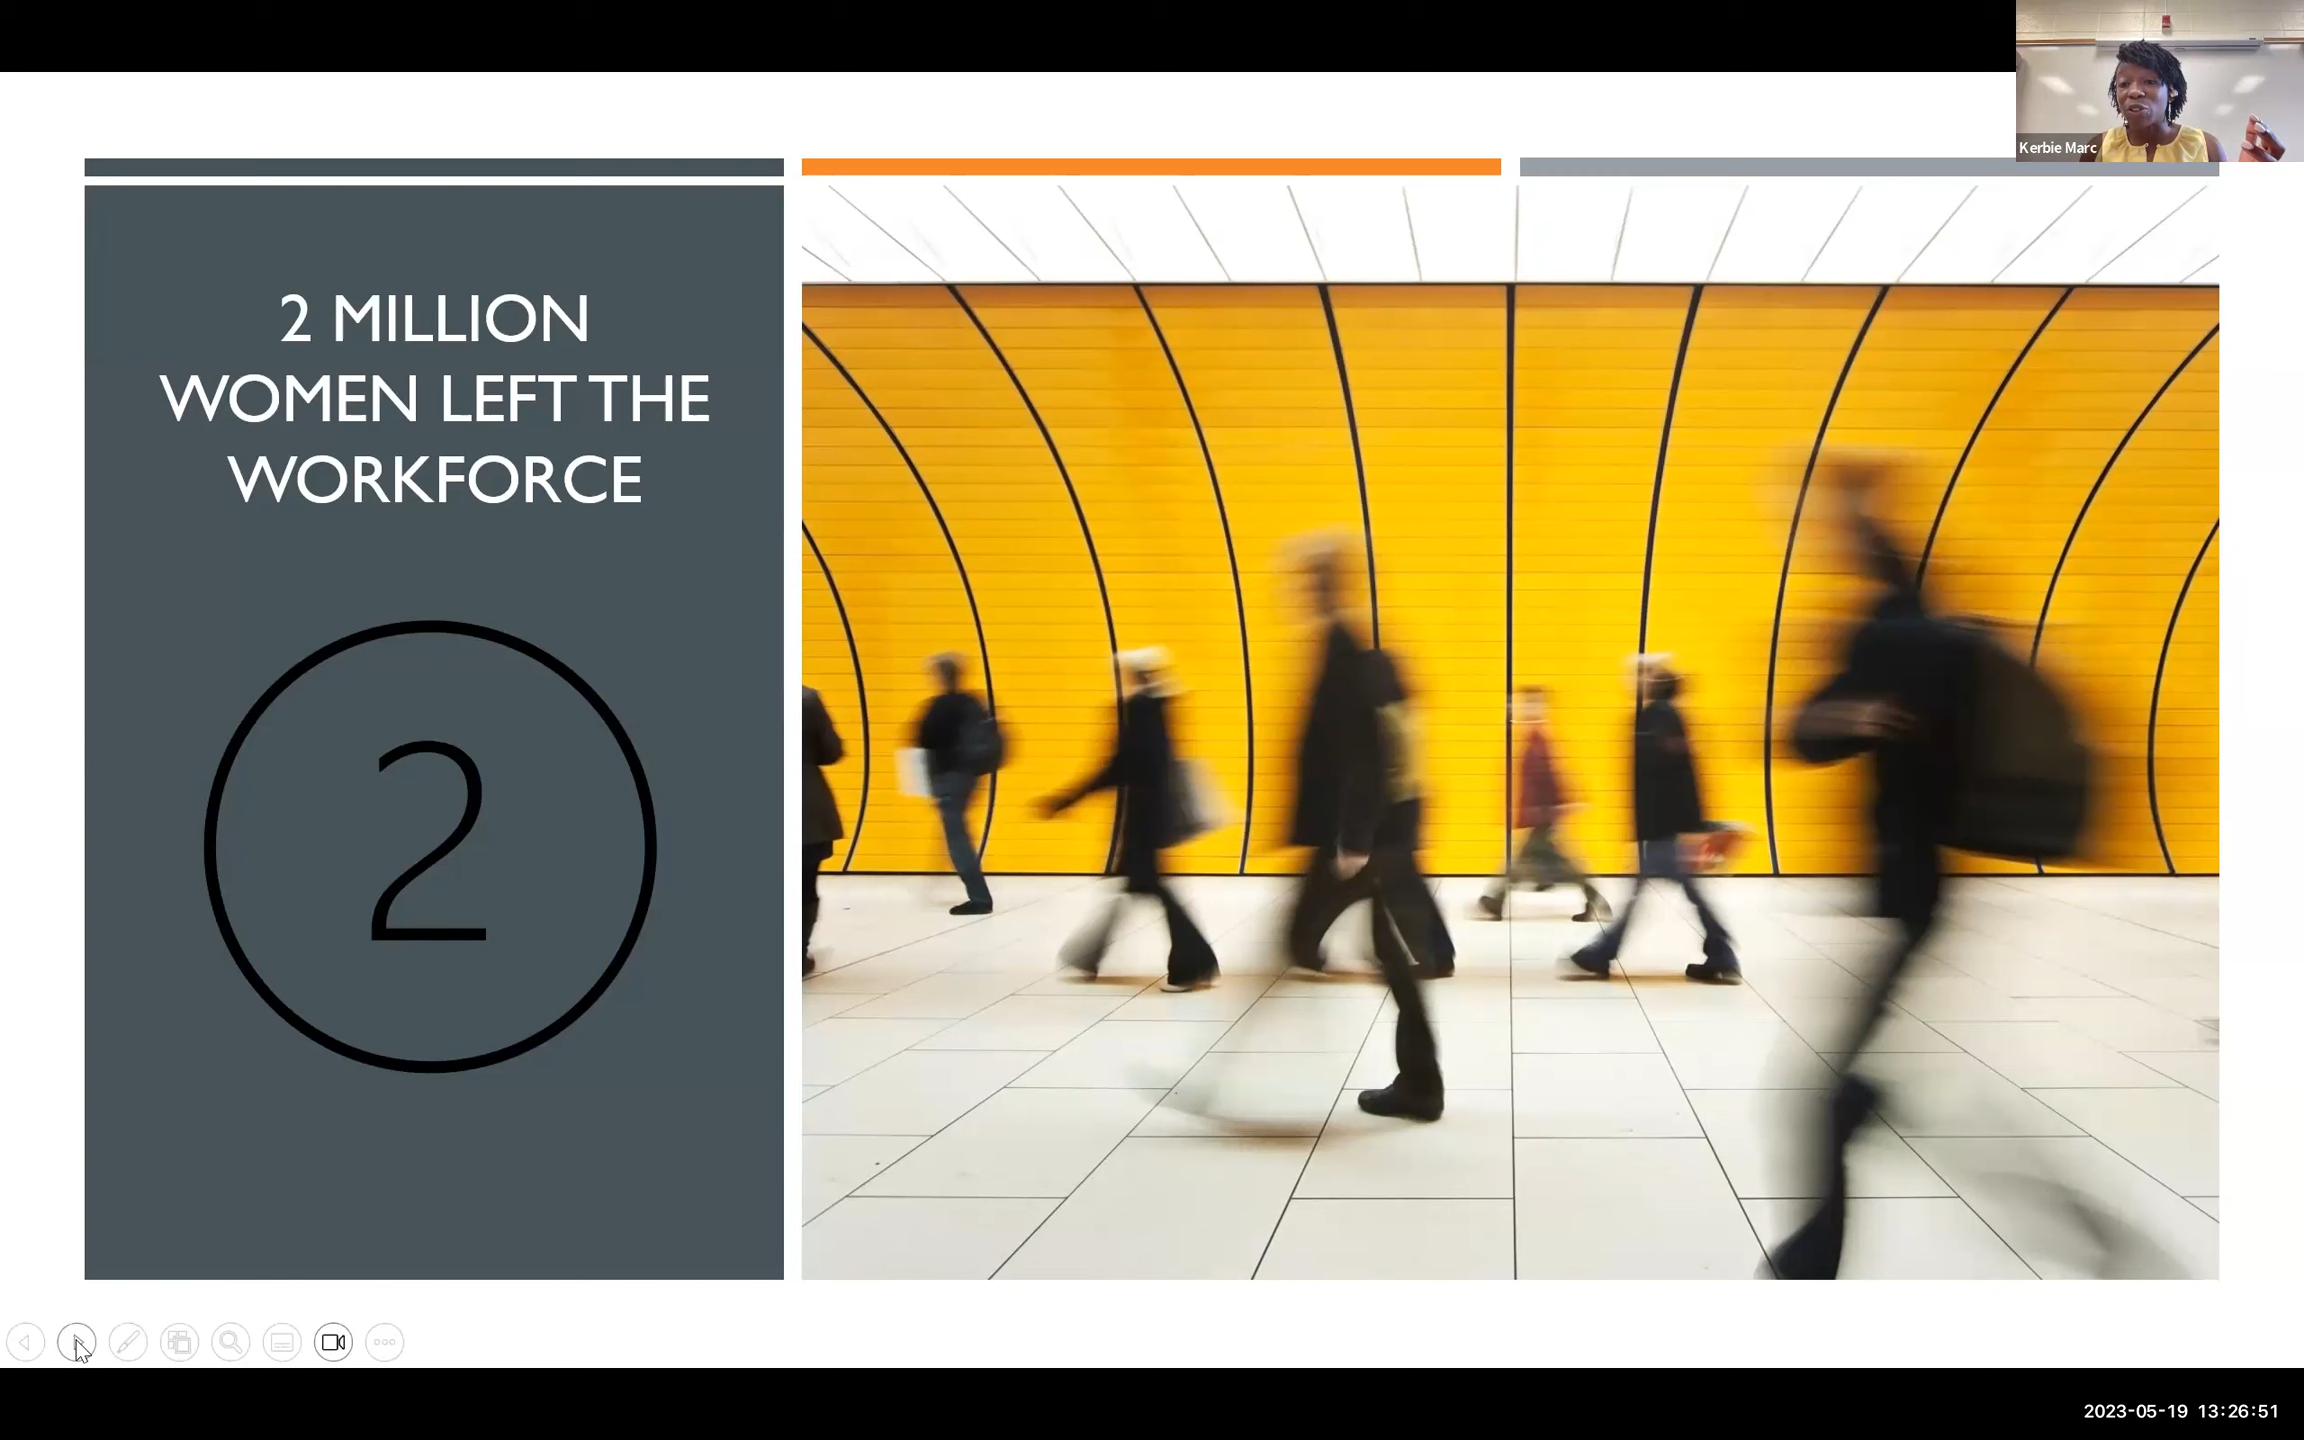 Kerbie Marc
2 MILLION
WOMEN LEFT THE
WORKFORCE
2
2023-05-19 13:26:51